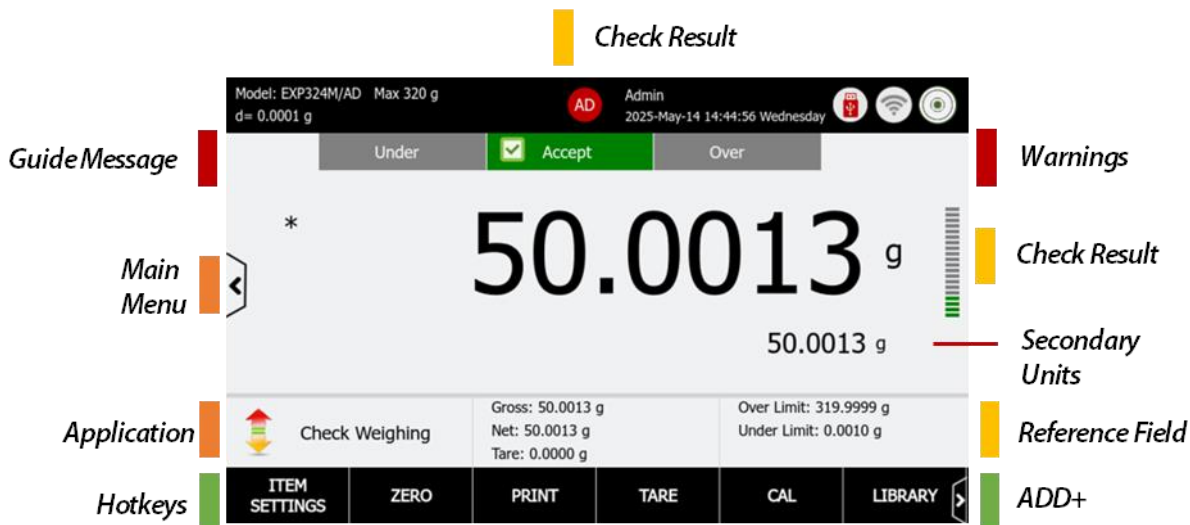 Check Result
Model: EXP324M/AD Max 320 g
d= 0.0001 g
AD
Admin
2025-May-14 14:44:56 Wednesday
Guide Message
Under
Accept
Over
Warnings
*
50.0013 g
Main
Menu
Check Result
50.0013 g
Secondary
Units
Application
Check Weighing
Gross: 50.0013 g
Net: 50.0013 g
Tare: 0.0000 g
Over Limit: 319.9999 g
Under Limit: 0.0010 g
Reference Field
Hotkeys
ITEM
SETTINGS
ZERO
PRINT
TARE
CAL
LIBRARY
ADD+